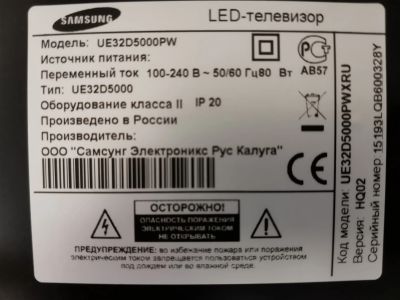 SAMSUNG
LED-телевизор
Модель: UE32D5000PW
Источник питания:
Переменный ток 100-240 В ~ 50/60 Гц80 Вт
АБ57
Тип: UE32D5000
Оборудование класса II IP 20
Произведено в России
Производитель:
ООО "Самсунг Электроникс Рус Калуга"
CE
ОСТОРОЖНО!
ОПАСНОСТЬ ПОРАЖЕНИЯ
ЭЛЕКТРИЧЕСКИМ ТОКОМ
НЕ ОТКРЫВАТЬ
ПРЕДУПРЕЖДЕНИЕ: во избежание пожара или поражения
электрическим током запрещается пользоваться устройством
под дождем или во влажной среде.
Код модели: UE32D5000PWXRU
Версия: HQ02
Серийный номер 15193LQB600328Y